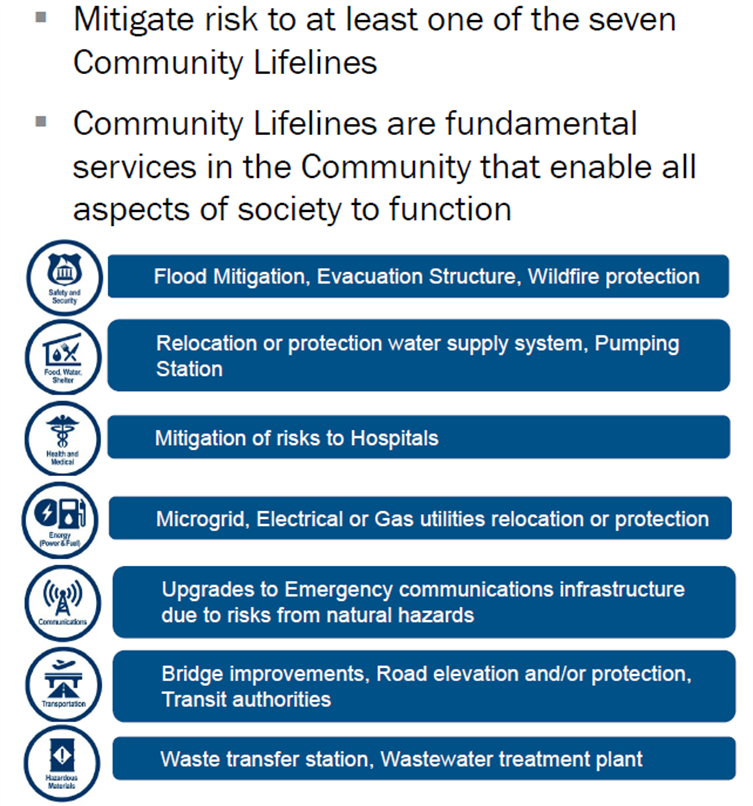 Mitigate risk to at least one of the seven
Community Lifelines
Community Lifelines are fundamental
services in the Community that enable all
aspects of society to function
Safety and
Security
Flood Mitigation, Evacuation Structure, Wildfire protection
Food, Water,
Shelter
Relocation or protection water supply system, Pumping
Station
Health and
Medical
Mitigation of risks to Hospitals
Energy
(Power & Fuel)
Microgrid, Electrical or Gas utilities relocation or protection
Communications
Upgrades to Emergency communications infrastructure
due to risks from natural hazards
Transportation
Bridge improvements, Road elevation and/or protection,
Transit authorities
Hazardous
Materials
Waste transfer station, Wastewater treatment plant